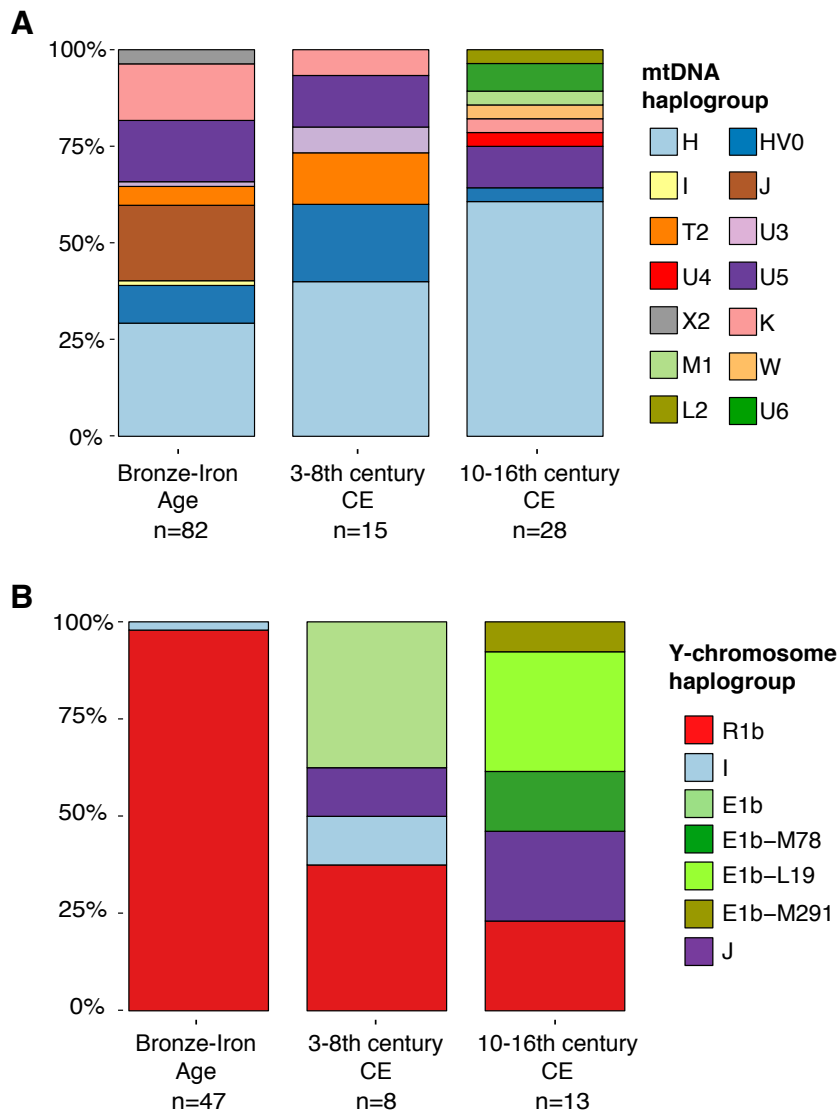 A
100%
75%
50%
25%
0%
Bronze-Iron
Age
n=82
3-8th century
CE
n=15
10-16th century
CE
n=28
mtDNA
haplogroup
H HV0
I J
T2 U3
U4 U5
X2 K
M1 W
L2 U6
B
100%
75%
50%
25%
0%
Bronze-Iron
Age
n=47
3-8th century
CE
n=8
10-16th century
CE
n=13
Y-chromosome
haplogroup
R1b
I
E1b
E1b−M78
E1b−L19
E1b−M291
J